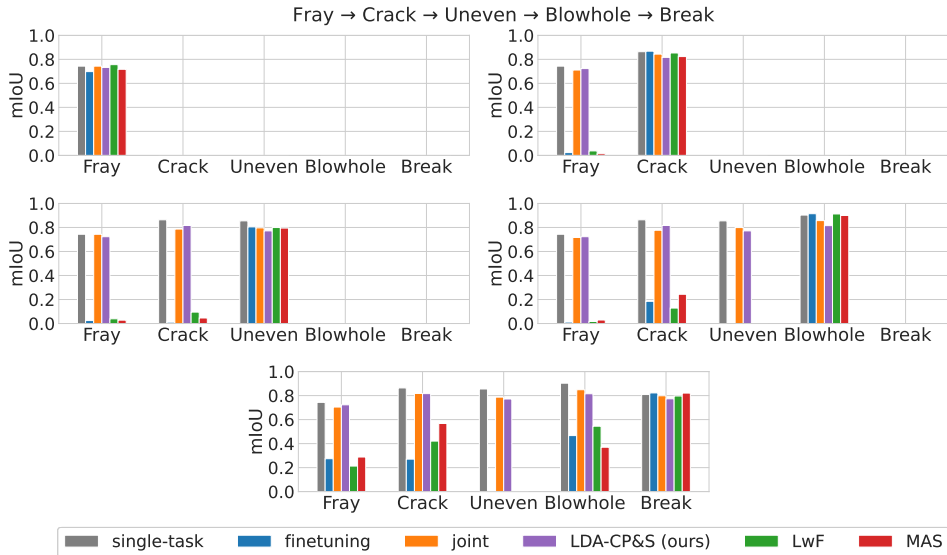 Fray → Crack → Uneven → Blowhole → Break
1.0
0.8
0.6
0.4
0.2
0.0
mIoU
Fray Crack Uneven Blowhole Break
1.0
0.8
0.6
0.4
0.2
0.0
mIoU
Fray Crack Uneven Blowhole Break
1.0
0.8
0.6
0.4
0.2
0.0
mIoU
Fray Crack Uneven Blowhole Break
1.0
0.8
0.6
0.4
0.2
0.0
mIoU
Fray Crack Uneven Blowhole Break
1.0
0.8
0.6
0.4
0.2
0.0
mIoU
Fray Crack Uneven Blowhole Break
single-task finetuning joint LDA-CP&S (ours) LwF MAS